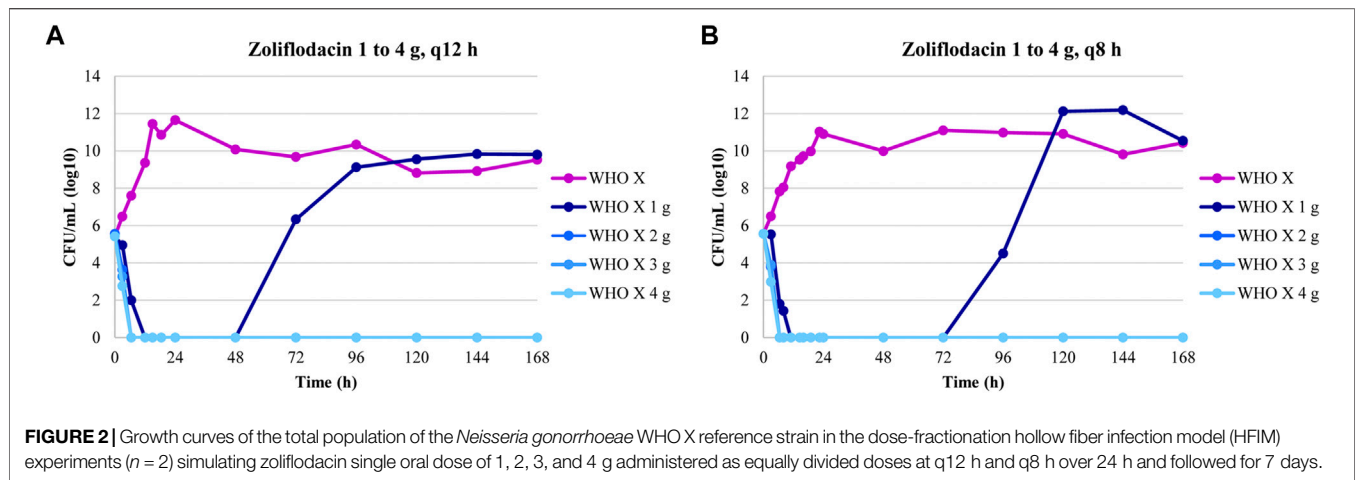 A
Zoliflodacin 1 to 4 g, q12 h
CFU/mL (log10)
14
12
10
8
6
4
2
0
0 24 48 72 96 120 144 168
Time (h)
WHO X
WHO X 1 g
WHO X 2 g
WHO X 3 g
WHO X 4 g
B
Zoliflodacin 1 to 4 g, q8 h
CFU/mL (log10)
14
12
10
8
6
4
2
0
0 24 48 72 96 120 144 168
Time (h)
WHO X
WHO X 1 g
WHO X 2 g
WHO X 3 g
WHO X 4 g
FIGURE 2 | Growth curves of the total population of the Neisseria gonorrhoeae WHO X reference strain in the dose-fractionation hollow fiber infection model (HFIM)
experiments (n = 2) simulating zoliflodacin single oral dose of 1, 2, 3, and 4 g administered as equally divided doses at q12 h and q8 h over 24 h and followed for 7 days.